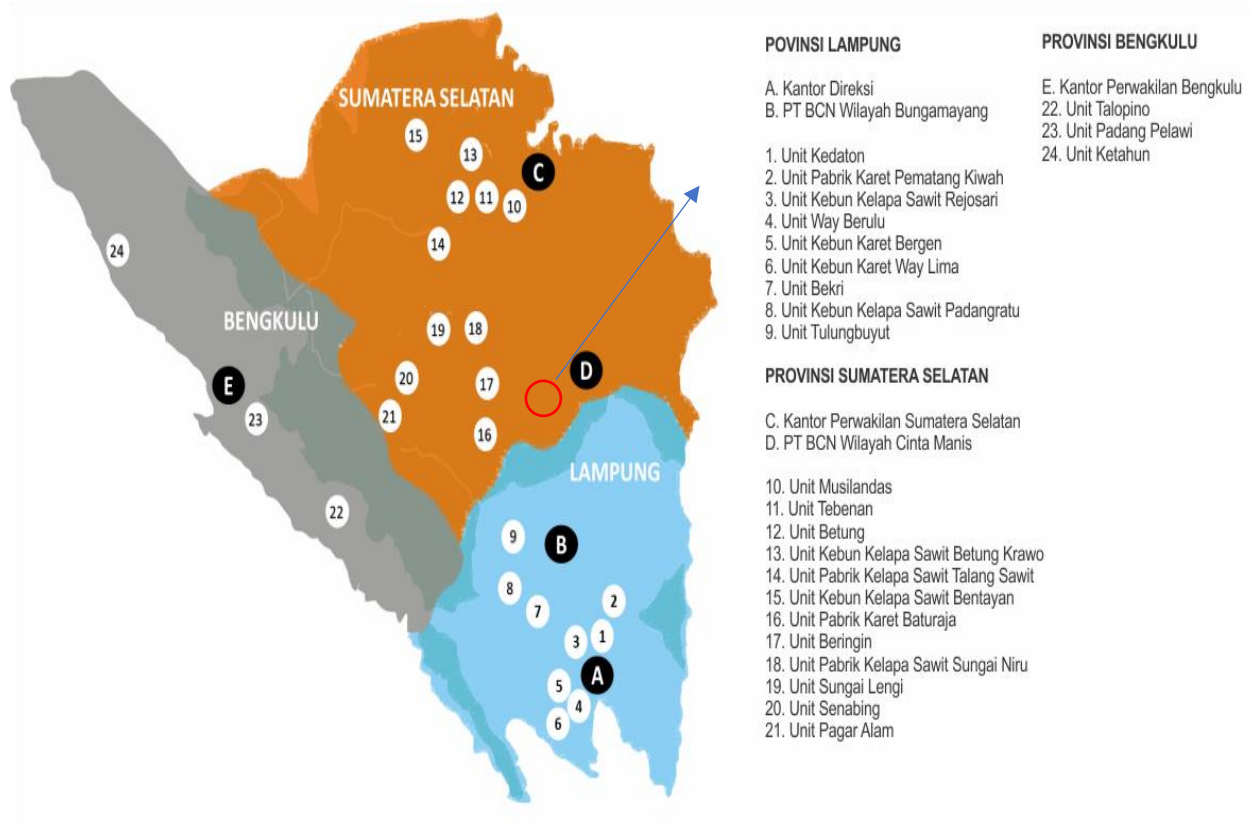 SUMATERA SELATAN
15
13
C
12
11
10
14
24
BENGKULU
19
18
E
20
17
D
23
21
16
LAMPUNG
22
9
B
8
7
2
3
1
A
5
4
6
POVINSI LAMPUNG
A. Kantor Direksi
B. PT BCN Wilayah Bungamayang
1. Unit Kedaton
2. Unit Pabrik Karet Pematang Kiwah
3. Unit Kebun Kelapa Sawit Rejosari
4. Unit Way Berulu
5. Unit Kebun Karet Bergen
6. Unit Kebun Karet Way Lima
7. Unit Bekri
8. Unit Kebun Kelapa Sawit Padangratu
9. Unit Tulungbuyut
PROVINSI SUMATERA SELATAN
C. Kantor Perwakilan Sumatera Selatan
D. PT BCN Wilayah Cinta Manis
10. Unit Musilandas
11. Unit Tebenan
12. Unit Betung
13. Unit Kebun Kelapa Sawit Betung Krawo
14. Unit Pabrik Kelapa Sawit Talang Sawit
15. Unit Kebun Kelapa Sawit Bentayan
16. Unit Pabrik Karet Baturaja
17. Unit Beringin
18. Unit Pabrik Kelapa Sawit Sungai Niru
19. Unit Sungai Lengi
20. Unit Senabing
21. Unit Pagar Alam
PROVINSI BENGKULU
E. Kantor Perwakilan Bengkulu
22. Unit Talopino
23. Unit Padang Pelawi
24. Unit Ketahun